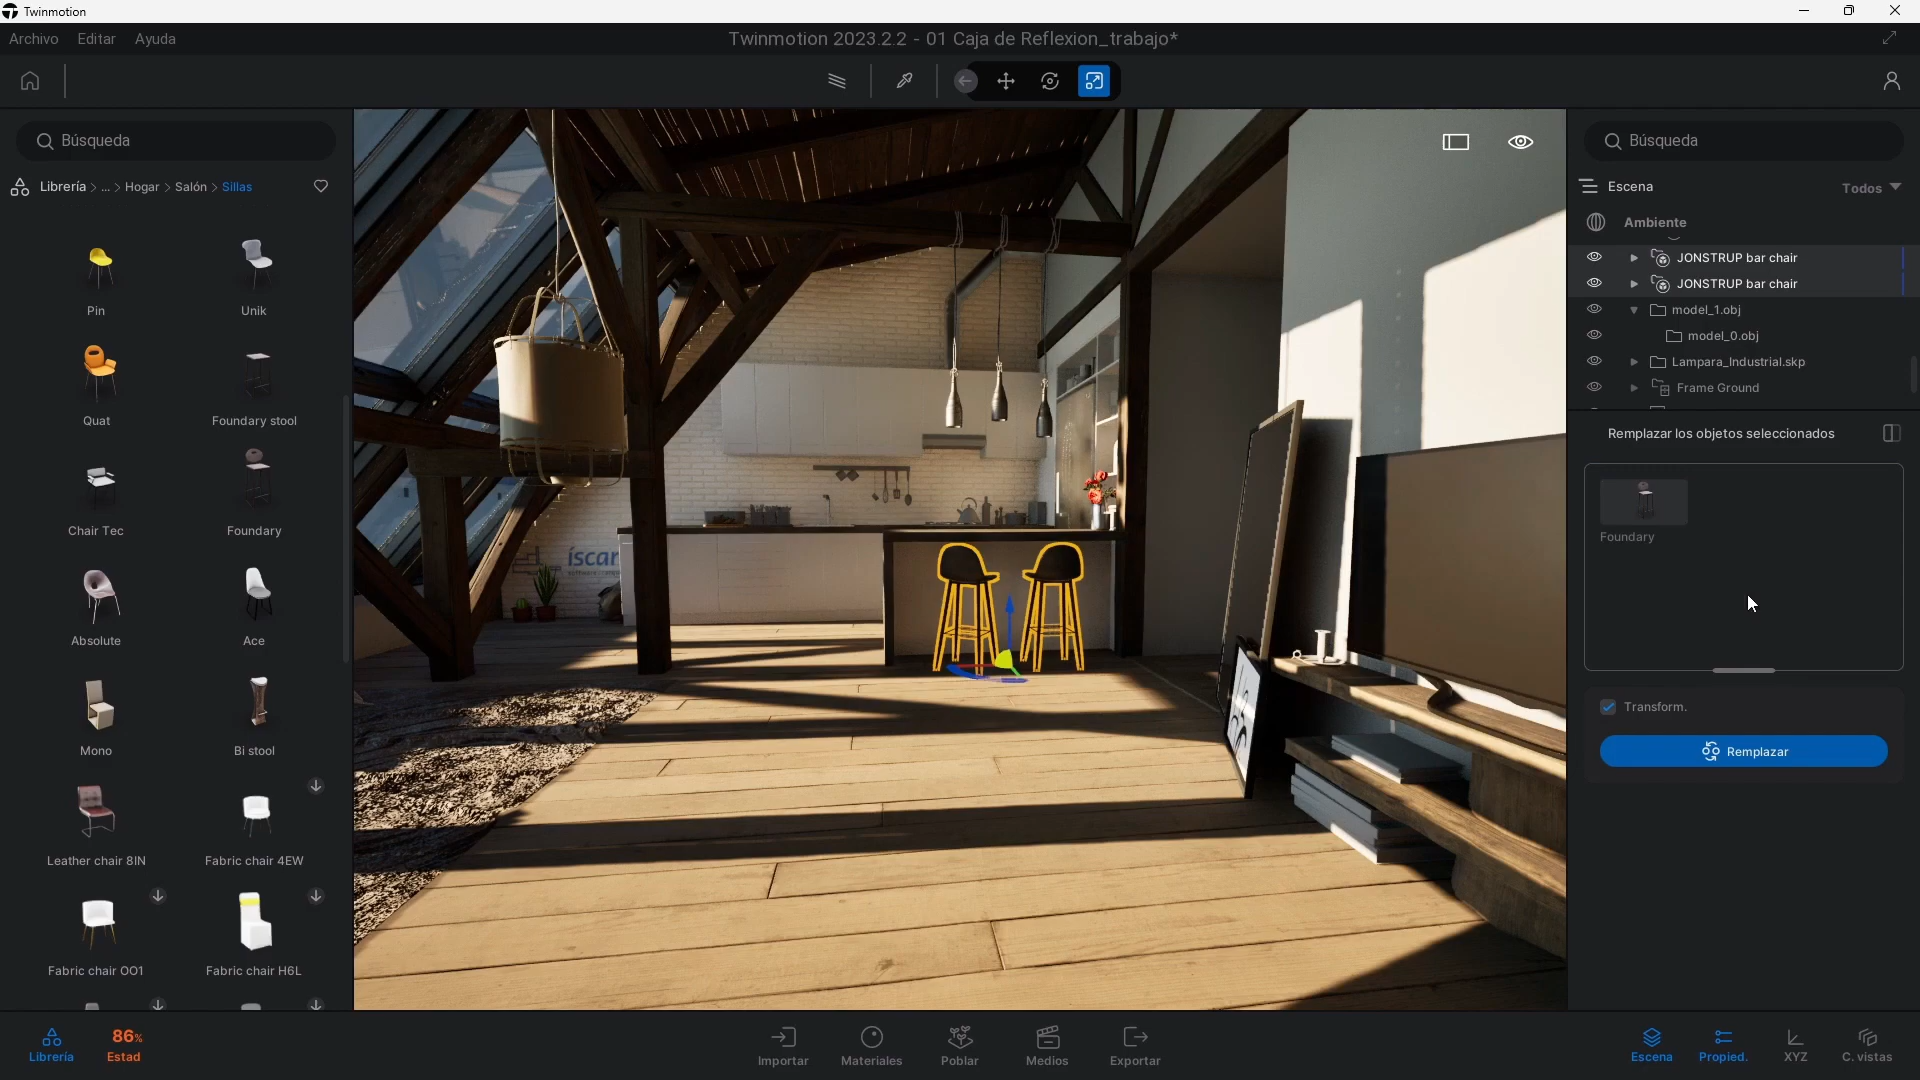 Twinmotion
Archivo Editar Ayuda
Twinmotion 2023.2.2 - 01 Caja de Reflexion_trabajo*
Búsqueda
Librería > ... > Hogar > Salón > Sillas
Pin
Unik
Quat
Foundary stool
Chair Tec
Foundary
Absolute
Ace
Mono
Bi stool
Leather chair 8IN
Fabric chair 4EW
Fabric chair OO1
Fabric chair H6L
íscar
Búsqueda
Escena
Todos
Ambiente
JONSTRUP bar chair
JONSTRUP bar chair
model_1.obj
model_0.obj
Lampara_Industrial.skp
Frame Ground
Remplazar los objetos seleccionados
Foundary
Transform.
Remplazar
Librería
86%
Estad
Importar
Materiales
Poblar
Medios
Exportar
Escena
Propied.
XYZ
C. vistas